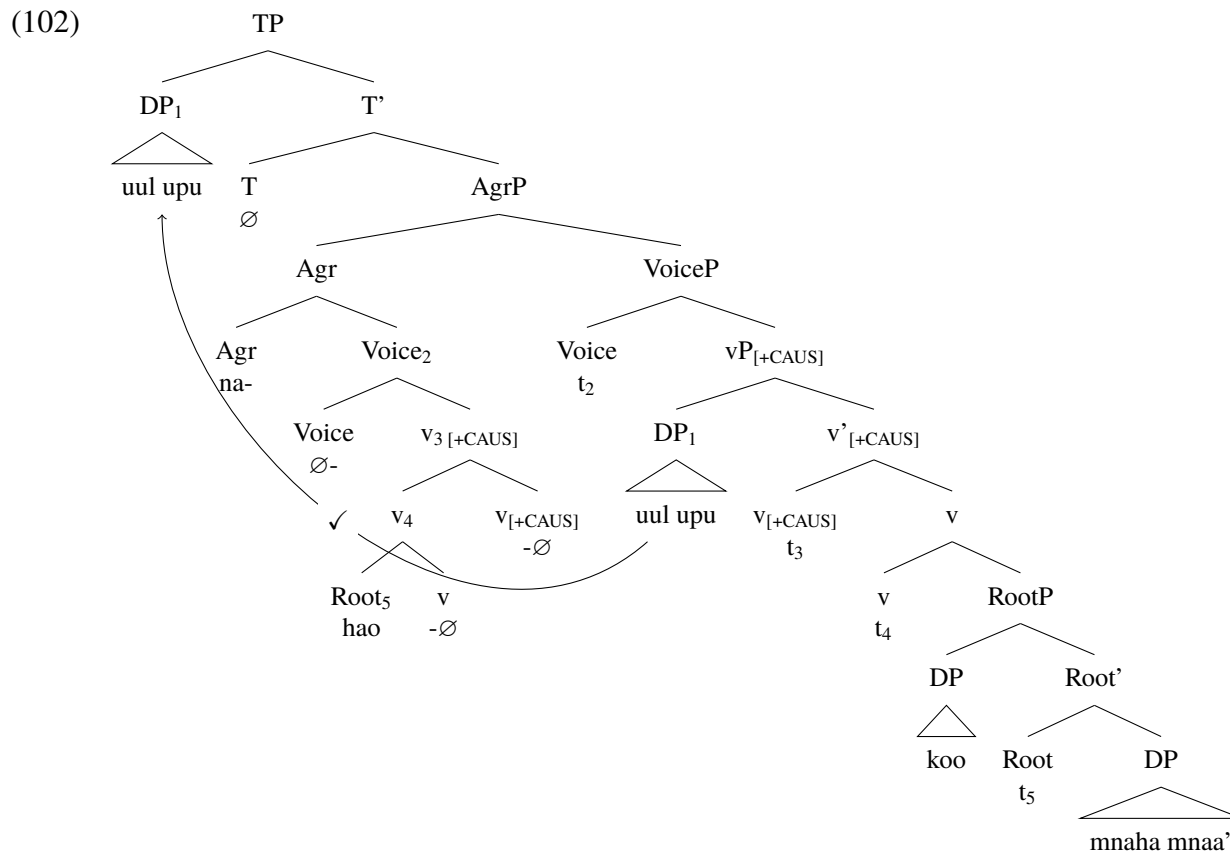 (102)
TP
DP₁ T’
uul upu T AgrP
∅
Agr VoiceP
Agr Voice₂ Voice vP[+CAUS]
na- t₂
Voice v₃ [+CAUS] DP₁ v’[+CAUS]
∅-
✓ v₄ v[+CAUS] uul upu v[+CAUS] v
-∅ t₃
Root₅ v v RootP
hao -∅ t₄
DP Root’
koo Root DP
t₅
mnaha mnaa’